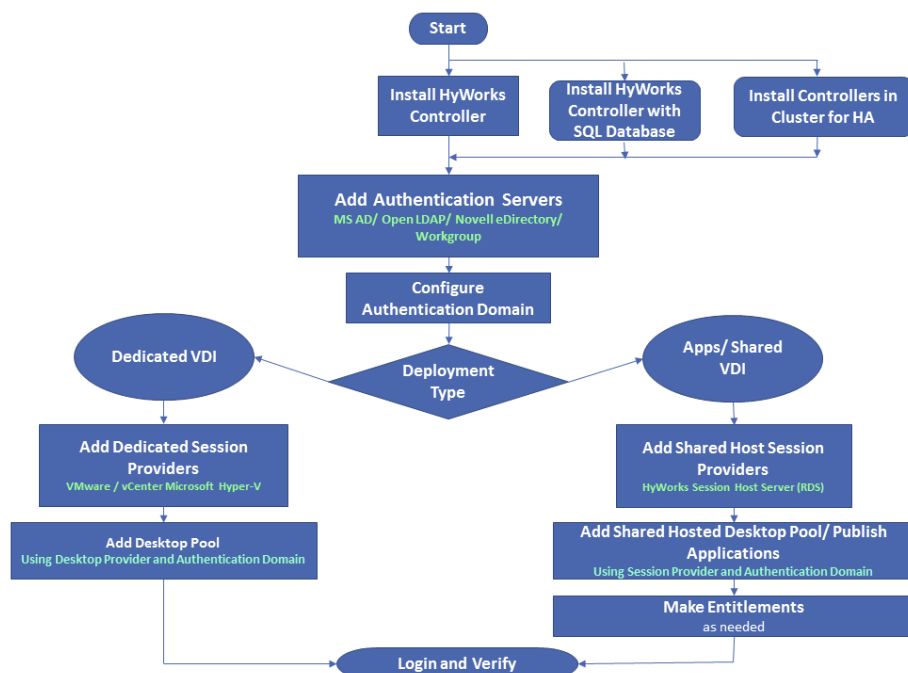 Start
Install HyWorks
Controller
Install HyWorks
Controller with
SQL Database
Install Controllers in
Cluster for HA
Add Authentication Servers
MS AD/ Open LDAP/ Novell eDirectory/
Workgroup
Configure
Authentication Domain
Dedicated VDI
Deployment
Type
Apps/ Shared
VDI
Add Dedicated Session
Providers
VMware / vCenter Microsoft Hyper-V
Add Shared Host Session
Providers
HyWorks Session Host Server (RDS)
Add Desktop Pool
Using Desktop Provider and Authentication Domain
Add Shared Hosted Desktop Pool/ Publish
Applications
Using Session Provider and Authentication Domain
Make Entitlements
as needed
Login and Verify